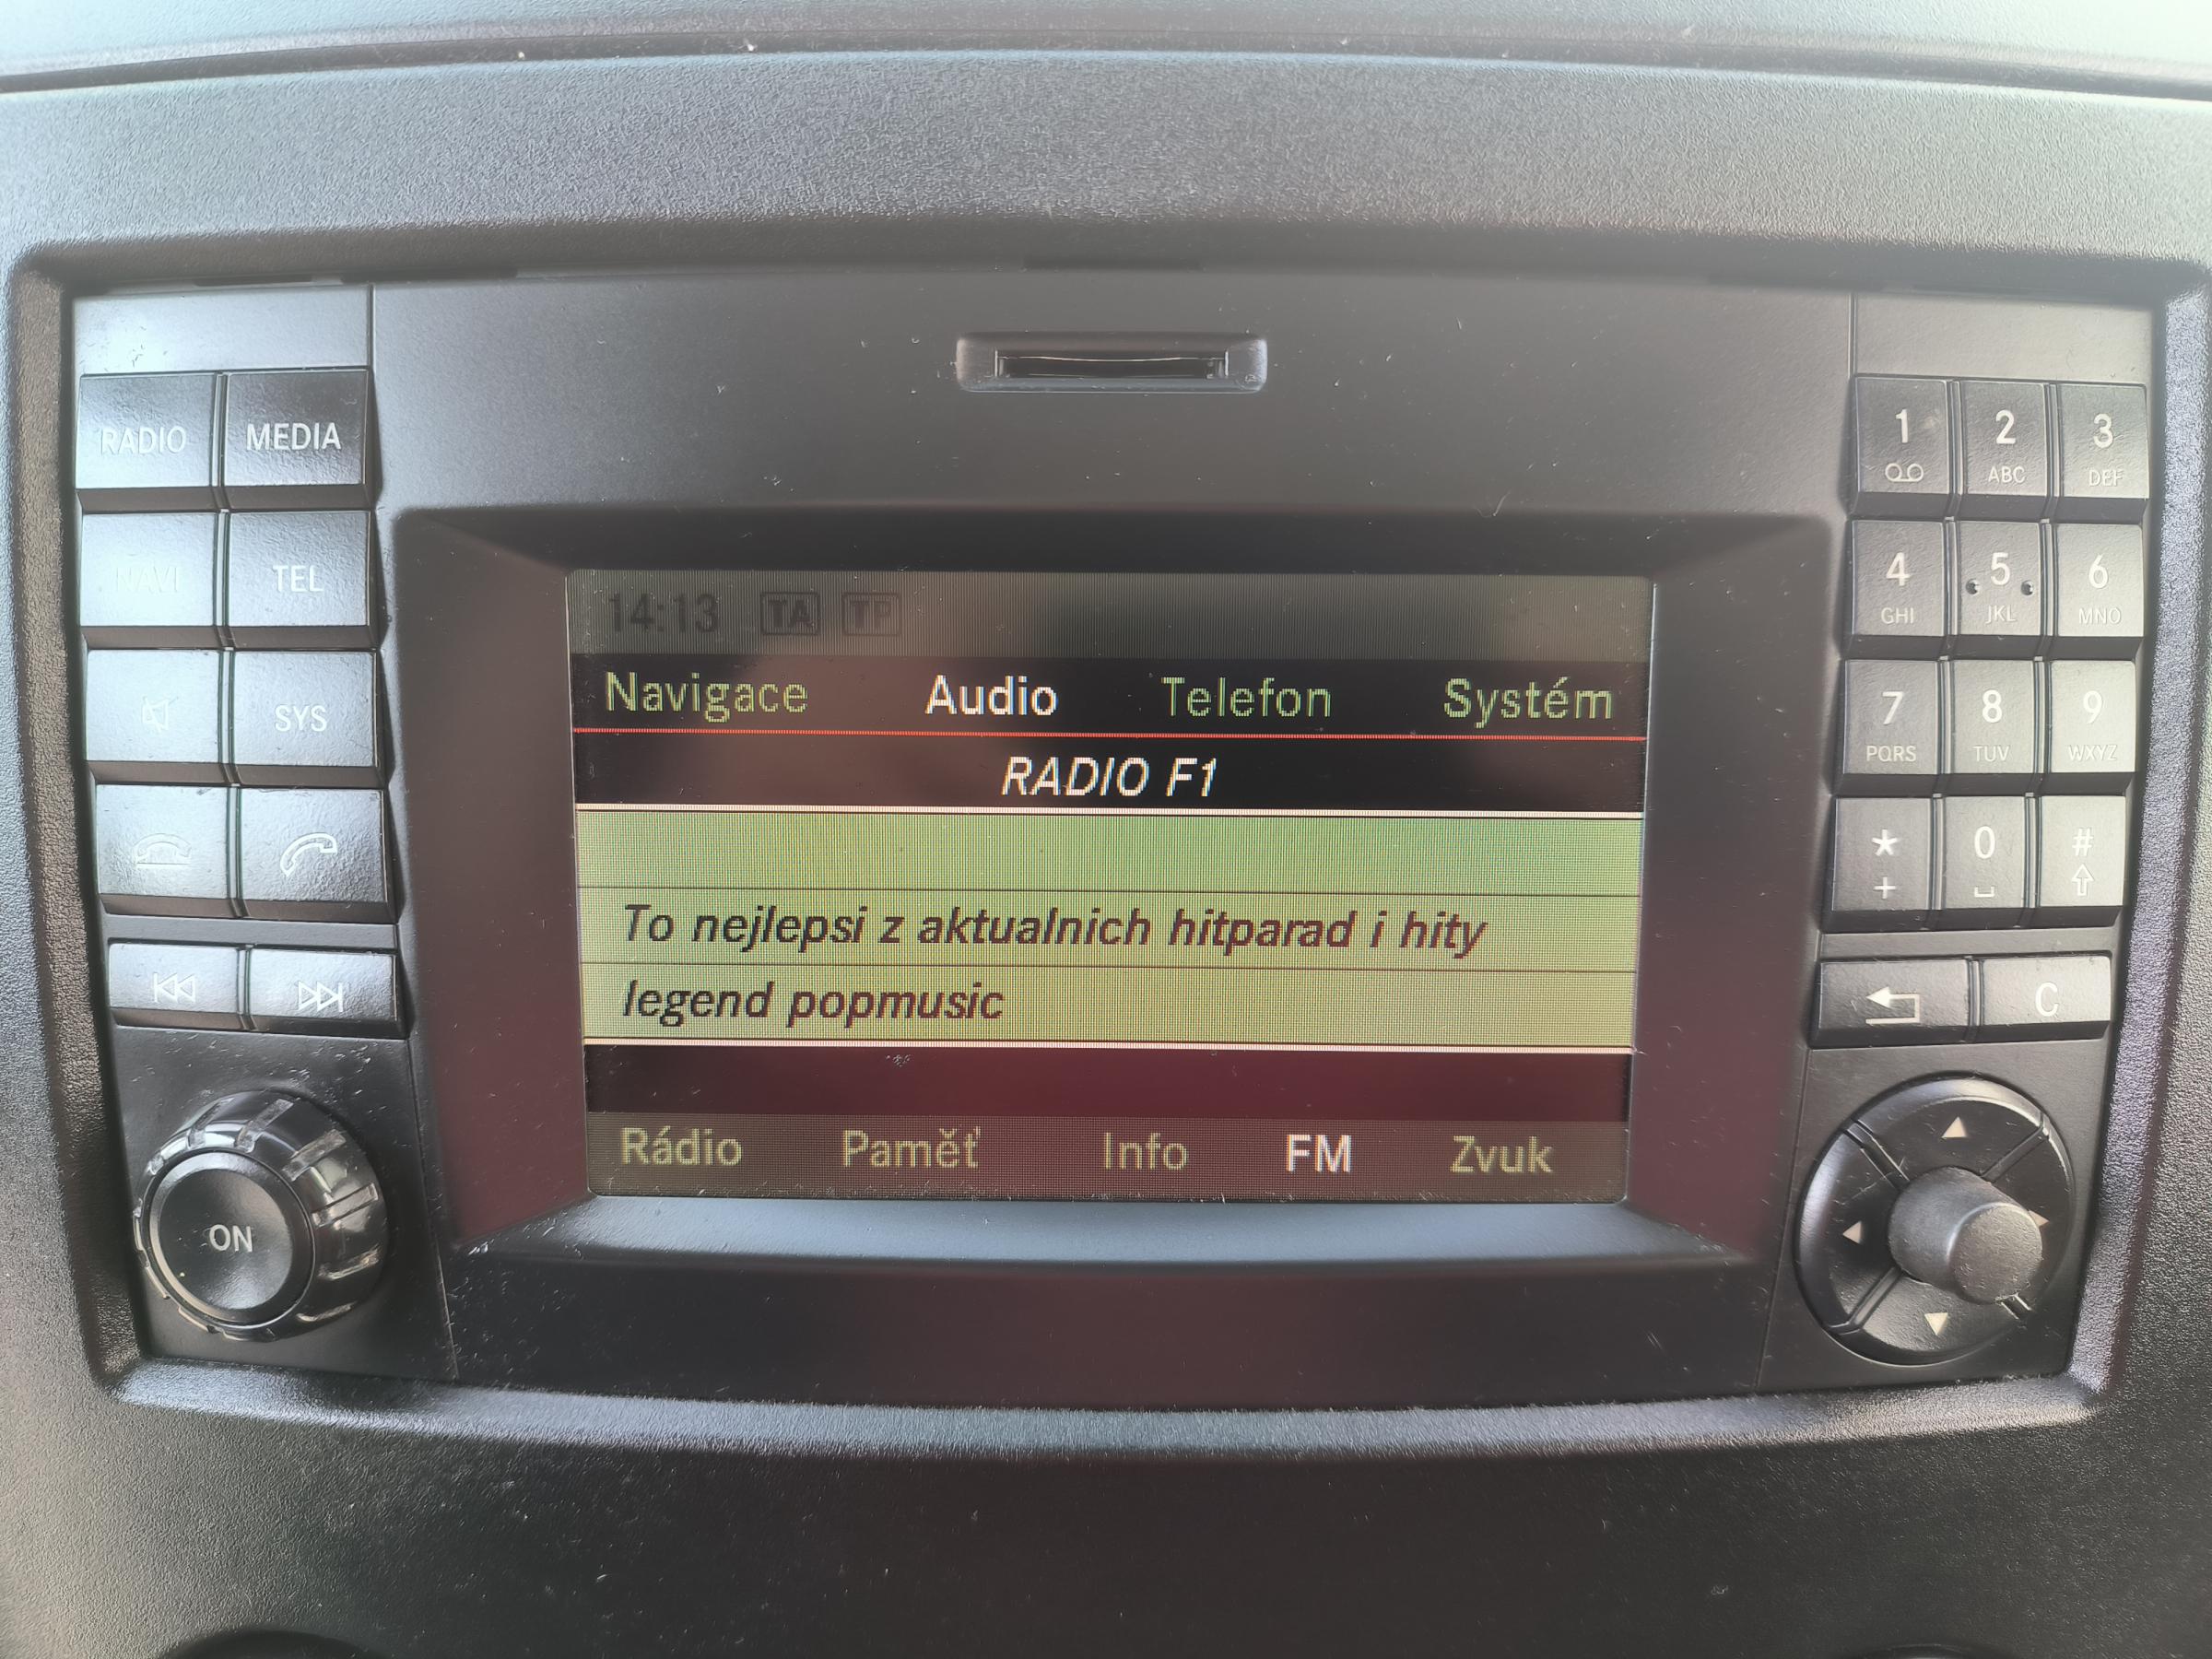 RADIO MEDIA
NAVI TEL
SYS
ON
14:13 TA TP
Navigace Audio Telefon Systém
RADIO F1
To nejlepsi z aktualnich hitparad i hity
legend popmusic
Rádio Paměť Info FM Zvuk
1 2 3
ABC DEF
4 5 6
GHI JKL MNO
7 8 9
PQRS TUV WXYZ
* 0 #
+
C